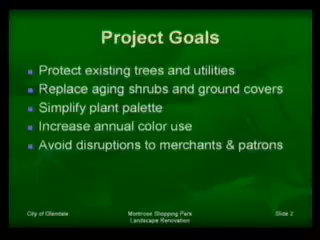 Project Goals
Protect existing trees and utilities
Replace aging shrubs and ground covers
Simplify plant palette
Increase annual color use
Avoid disruptions to merchants & patrons
City of Glendale
Montrose Shopping Park
Landscape Renovation
Slide 2